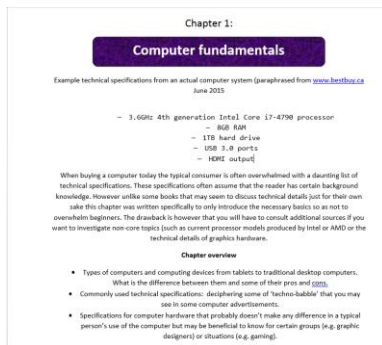 Chapter 1:
Computer fundamentals
Example technical specifications from an actual computer system (paraphrased from www.bestbuy.ca
June 2015
– 3.6GHz 4th generation Intel Core i7-4790 processor
– 8GB RAM
– 1TB hard drive
– USB 3.0 ports
– HDMI output
When buying a computer today the typical consumer is often overwhelmed with a daunting list of
technical specifications. These specifications often assume that the reader has certain background
knowledge. However unlike some books that may seem to discuss technical details just for their own
sake this chapter was written specifically to only introduce the necessary basics so as not to
overwhelm beginners. The drawback is however that you will have to consult additional sources if you
want to investigate non-core topics (such as current processor models produced by Intel or AMD or the
technical details of graphics hardware.
Chapter overview
• Types of computers and computing devices from tablets to traditional desktop computers.
What is the difference between them and some of their pros and cons.
• Commonly used technical specifications: deciphering some of 'techno-babble' that you may
see in some computer advertisements.
• Specifications for computer hardware that probably doesn't make any difference in a typical
person's use of the computer but may be beneficial to know for certain groups (e.g. graphic
designers) or situations (e.g. gaming).